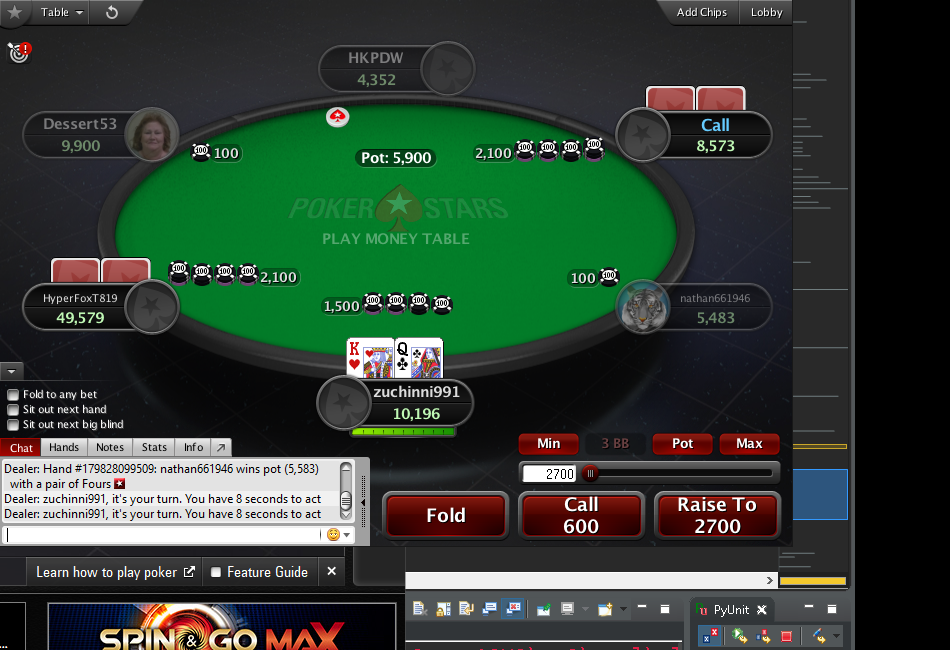 Table
Add Chips
Lobby
HKPDW
4,352
Dessert53
9,900
Call
8,573
100
Pot: 5,900
2,100
POKER STARS
PLAY MONEY TABLE
HyperFoxT819
49,579
2,100
100
nathan661946
5,483
1,500
K
Q
zuchinni991
10,196
Fold to any bet
Sit out next hand
Sit out next big blind
Chat
Hands
Notes
Stats
Info
Min
3 BB
Pot
Max
Dealer: Hand #179828099509: nathan661946 wins pot (5,583)
with a pair of Fours
Dealer: zuchinni991, it's your turn. You have 8 seconds to act
Dealer: zuchinni991, it's your turn. You have 8 seconds to act
2700
Fold
Call
600
Raise To
2700
Learn how to play poker
Feature Guide
PyUnit
SPIN & GO MAX